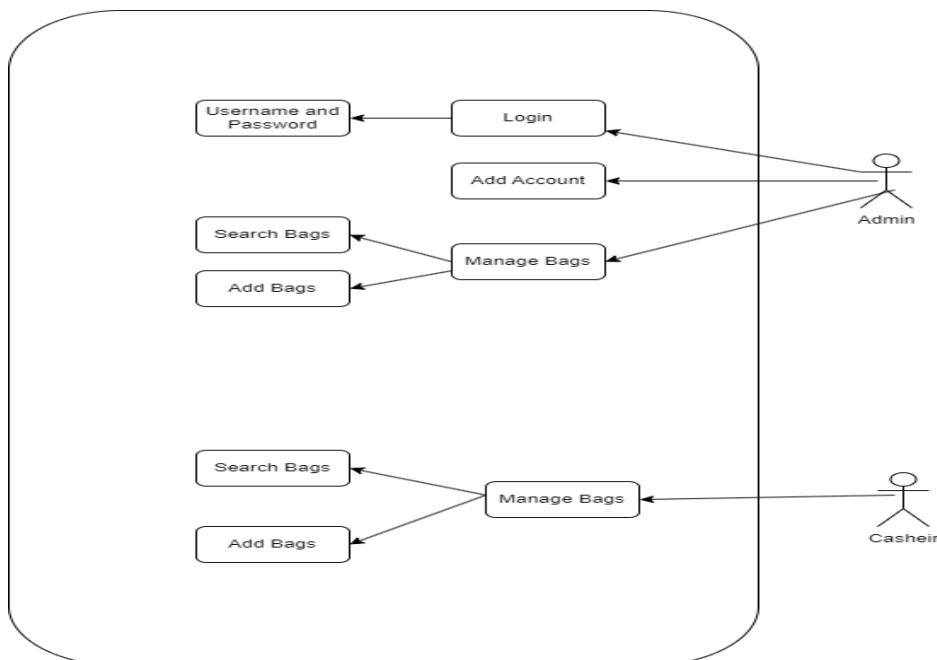 Username and
Password
Login
Add Account
Admin
Search Bags
Manage Bags
Add Bags
Search Bags
Manage Bags
Add Bags
Casheir